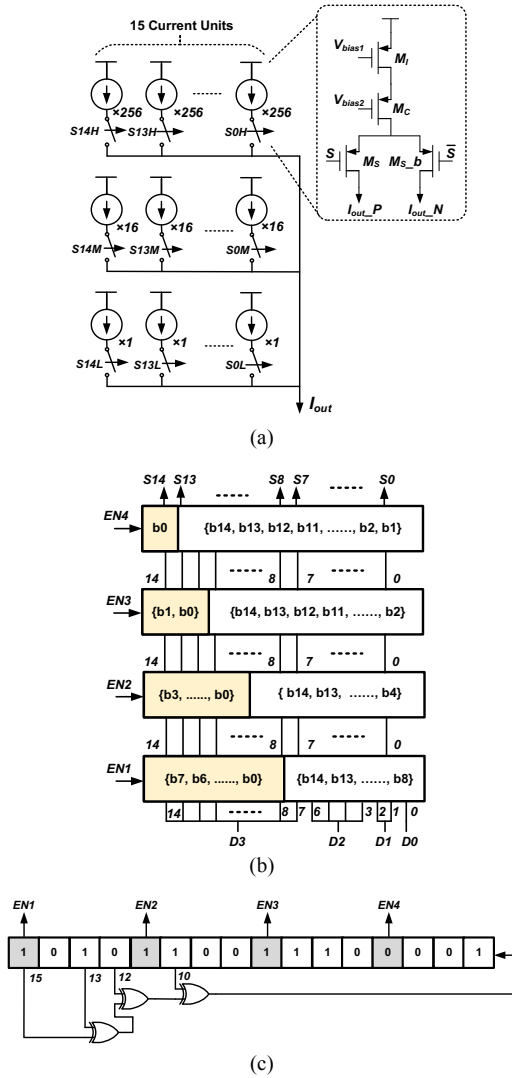 15 Current Units
×256 ×256 ×256
S14H S13H S0H
V_bias1 M_I
V_bias2 M_C
S M_S M_S_b S̅
I_out_P I_out_N
×16 ×16 ×16
S14M S13M S0M
×1 ×1 ×1
S14L S13L S0L
I_out
(a)
S14 S13 S8 S7 S0
EN4 b0 {b14, b13, b12, b11, ……, b2, b1}
14 8 7 0
EN3 {b1, b0} {b14, b13, b12, b11, ……, b2}
14 8 7 0
EN2 {b3, ……, b0} { b14, b13, ……, b4}
14 8 7 0
EN1 {b7, b6, ……, b0} {b14, b13, ……, b8}
14 8 7 6 3 2 1 0
D3 D2 D1 D0
(b)
EN1 EN2 EN3 EN4
1 0 1 0 1 1 0 0 1 1 1 0 0 0 0 1
15 13 12 10
(c)